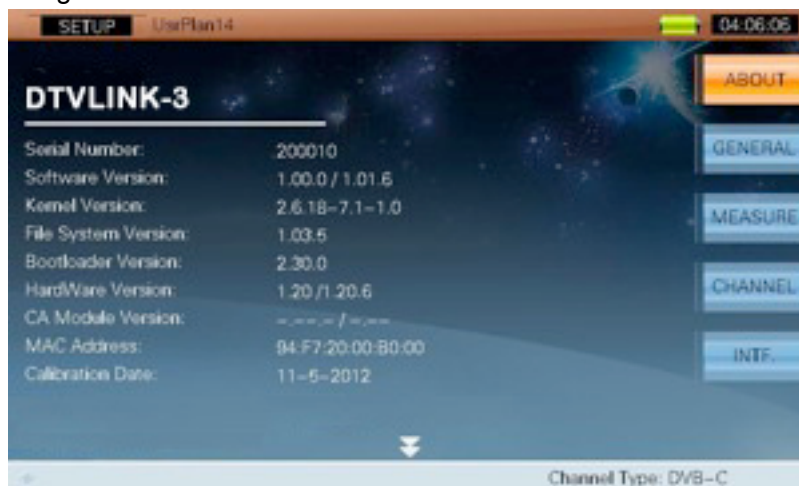 SETUP UsrPlan14 04:06:06
DTVLINK-3
Serial Number: 200010
Software Version: 1.00.0 / 1.01.6
Kernel Version: 2.6.18-7.1-1.0
File System Version: 1.03.5
Bootloader Version: 2.30.0
HardWare Version: 1.20 /1.20.6
CA Module Version: -.--.- / -.--
MAC Address: 94:F7:20:00:B0:00
Calibration Date: 11-5-2012
ABOUT
GENERAL
MEASURE
CHANNEL
INTF.
Channel Type: DVB-C